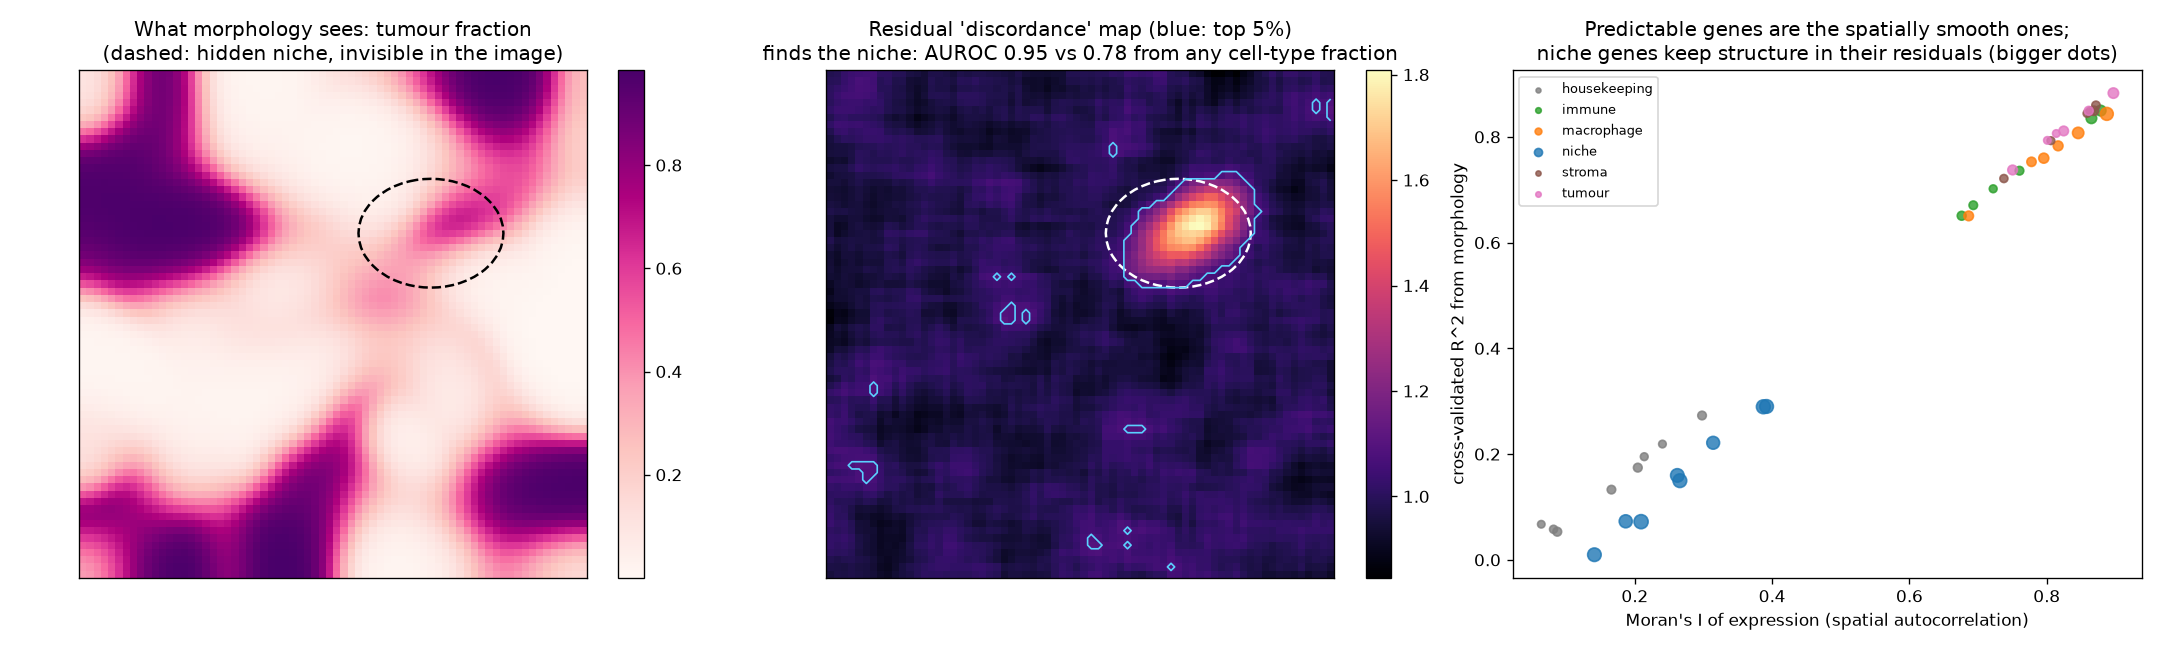 What morphology sees: tumour fraction
(dashed: hidden niche, invisible in the image)
0.8
0.6
0.4
0.2
Residual 'discordance' map (blue: top 5%)
finds the niche: AUROC 0.95 vs 0.78 from any cell-type fraction
1.8
1.6
1.4
1.2
1.0
Predictable genes are the spatially smooth ones;
niche genes keep structure in their residuals (bigger dots)
housekeeping
immune
macrophage
niche
stroma
tumour
cross-validated R^2 from morphology
0.8
0.6
0.4
0.2
0.0
0.2 0.4 0.6 0.8
Moran's I of expression (spatial autocorrelation)